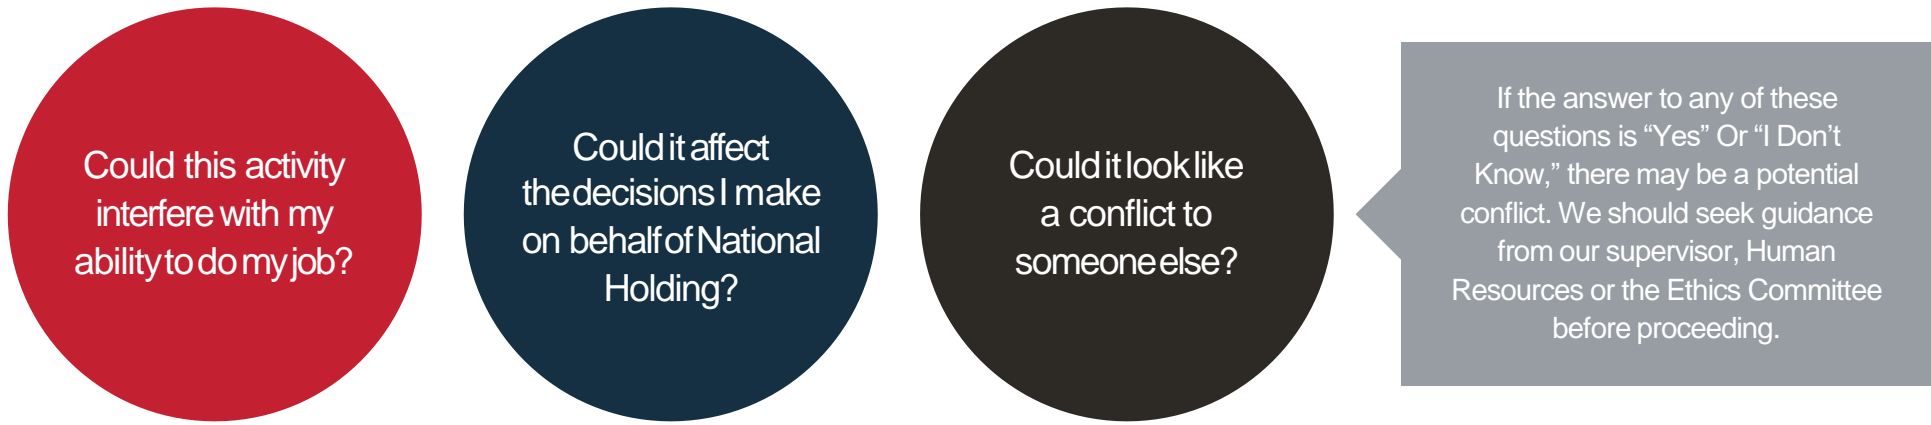 Could this activity
interfere with my
ability to do my job?
Could it affect
the decisions I make
on behalf of National
Holding?
Could it look like
a conflict to
someone else?
If the answer to any of these
questions is “Yes” Or “I Don’t
Know,” there may be a potential
conflict. We should seek guidance
from our supervisor, Human
Resources or the Ethics Committee
before proceeding.